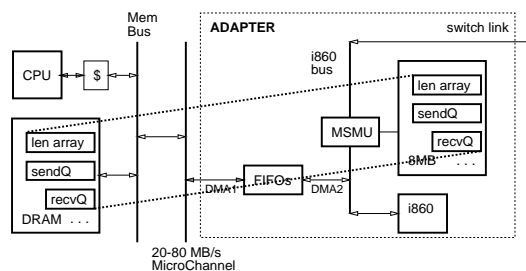 Mem
Bus
ADAPTER
switch link
i860
bus
CPU
$
len array
sendQ
recvQ
8MB . . .
MSMU
len array
sendQ
recvQ
DRAM . . .
DMA1
FIFOs
DMA2
i860
20-80 MB/s
MicroChannel